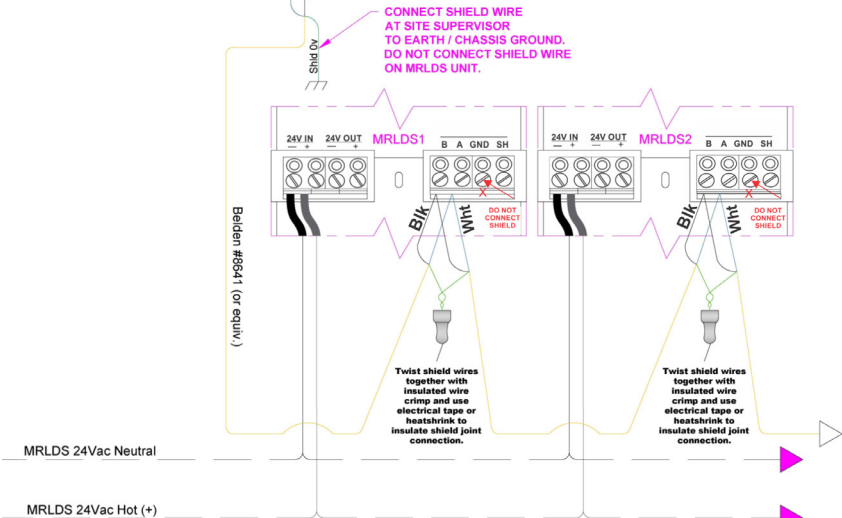 CONNECT SHIELD WIRE
AT SITE SUPERVISOR
TO EARTH / CHASSIS GROUND.
DO NOT CONNECT SHIELD WIRE
ON MRLDS UNIT.
Shld 0v
24V IN 24V OUT MRLDS1 B A GND SH
— + — +
24V IN 24V OUT MRLDS2 B A GND SH
— + — +
X
DO NOT
CONNECT
SHIELD
X
DO NOT
CONNECT
SHIELD
Blk Wht
Blk Wht
Belden #8641 (or equiv.)
Twist shield wires
together with
insulated wire
crimp and use
electrical tape or
heatshrink to
insulate shield joint
connection.
Twist shield wires
together with
insulated wire
crimp and use
electrical tape or
heatshrink to
insulate shield joint
connection.
MRLDS 24Vac Neutral
MRLDS 24Vac Hot (+)